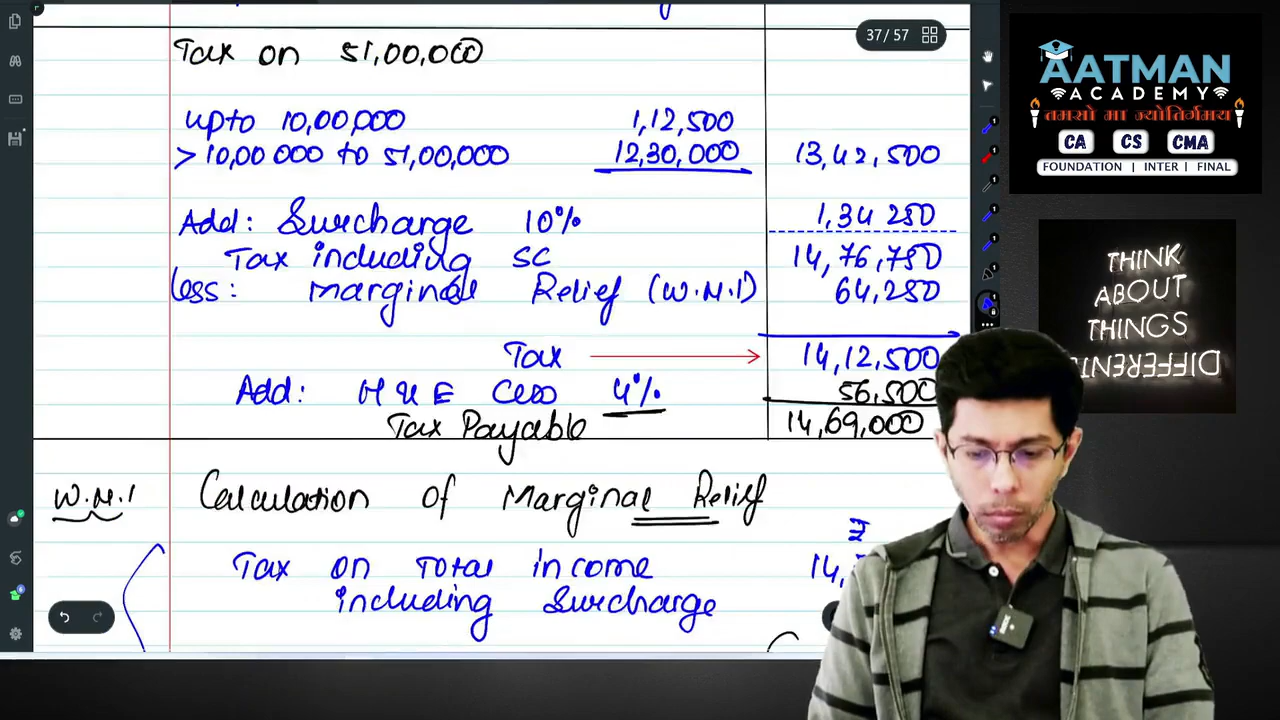 37/57
Tax on 51,00,000
upto 10,00,000 1,12,500
>10,00 000 to 51,00,000 12,30,000 13,42,500
Add: Surcharge 10% 1,34 250
Tax including SC 14,76,750
less: marginal Relief (W.N.1) 64,250
Tax 14,12,500
Add: H & E Cess 4% 56,500
Tax Payable 14,69,000
W.N.1 Calculation of Marginal Relief
₹
Tax on Total income 14,
including Surcharge
AATMAN
ACADEMY
तमसो मा ज्योतिर्गमय
CA CS CMA
FOUNDATION | INTER | FINAL
THINK
ABOUT
THINGS
DIFFERENT